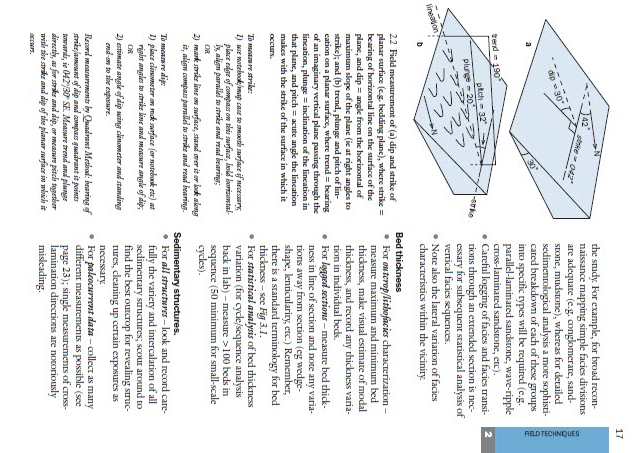 17
FIELD TECHNIQUES
2
the study. For example, for broad recon-
naissance mapping simple facies divisions
are adequate (e.g. conglomerate, sand-
stone, mudstone), whereas for detailed
sedimentological analysis a more sophisti-
cated breakdown of each of these groups
into specific types will be required (e.g.
parallel-laminated sandstone, wave-ripple
cross-laminated sandstone, etc).
• Careful logging of facies and facies transi-
tions through an extended section is nec-
essary for subsequent statistical analysis of
vertical facies sequences.
• Note also the lateral variation of facies
characteristics within the vicinity.
Bed thickness
• For outcrop/lithofacies characterization –
measure maximum and minimum bed
thickness, make visual estimate of modal
thickness, and record any thickness varia-
tion in individual beds.
• For logged sections – measure bed thick-
ness in line of section and note any varia-
tions away from section (eg wedge-
shape, lenticularity, etc.) Remember,
there is a standard terminology for bed
thickness – see Fig 3.1.
• For statistical analysis of bed thickness
variation (for cycle/sequence analysis
back in lab) – measure >100 beds in
sequence (50 minimum for small-scale
cycles).
Sedimentary structures.
• For all structures – look and record care-
fully the variety and intercalation of all
sedimentary structures; scout around to
find the best outcrop for revealing struc-
tures, cleaning up certain exposures as
necessary.
• For paleocurrent data – collect as many
different measurements as possible (see
page 23); single measurements of cross-
lamination directions are notoriously
misleading.
a
N
42°
strike = 042°
dip = 30°
30°
trend = 190°
pitch = 32°
plunge = 20°
N
strike
lineation
b
2.2 Field measurement of (a) dip and strike of
planar surface (e.g. bedding plane), where strike =
bearing of horizontal line on the surface of the
plane, and dip = angle from the horizontal of
maximum slope of the plane (ie at right angles to
strike); and (b) trend, plunge and pitch of lin-
eation on a planar surface, where trend = bearing
of an imaginary vertical plane passing through the
lineation, plunge = inclination of the lineation in
that plane, and pitch = acute angle the lineation
makes with the strike of the surface in which it
occurs.
To measure strike:
1) use notebook/map case to smooth surface if necessary,
place edge of compass on this surface, hold horizontal-
ly, align parallel to strike and read bearing;
OR
2) mark strike line on surface, stand over it or look along
it, align compass parallel to strike and read bearing.
To measure dip:
1) place clinometer on rock surface (or notebook etc) at
right angles to strike line and measure angle of dip;
OR
2) estimate angle of dip using clinometer and standing
end-on to the exposure.
Record measurements by Quadrant Method: bearing of
strike/amount of dip and compass quadrant it points
towards, ie 042°/30° SE. Measure trend and plunge
directly, as for strike and dip, or measure pitch together
with the strike and dip of the planar surface in which it
occurs.